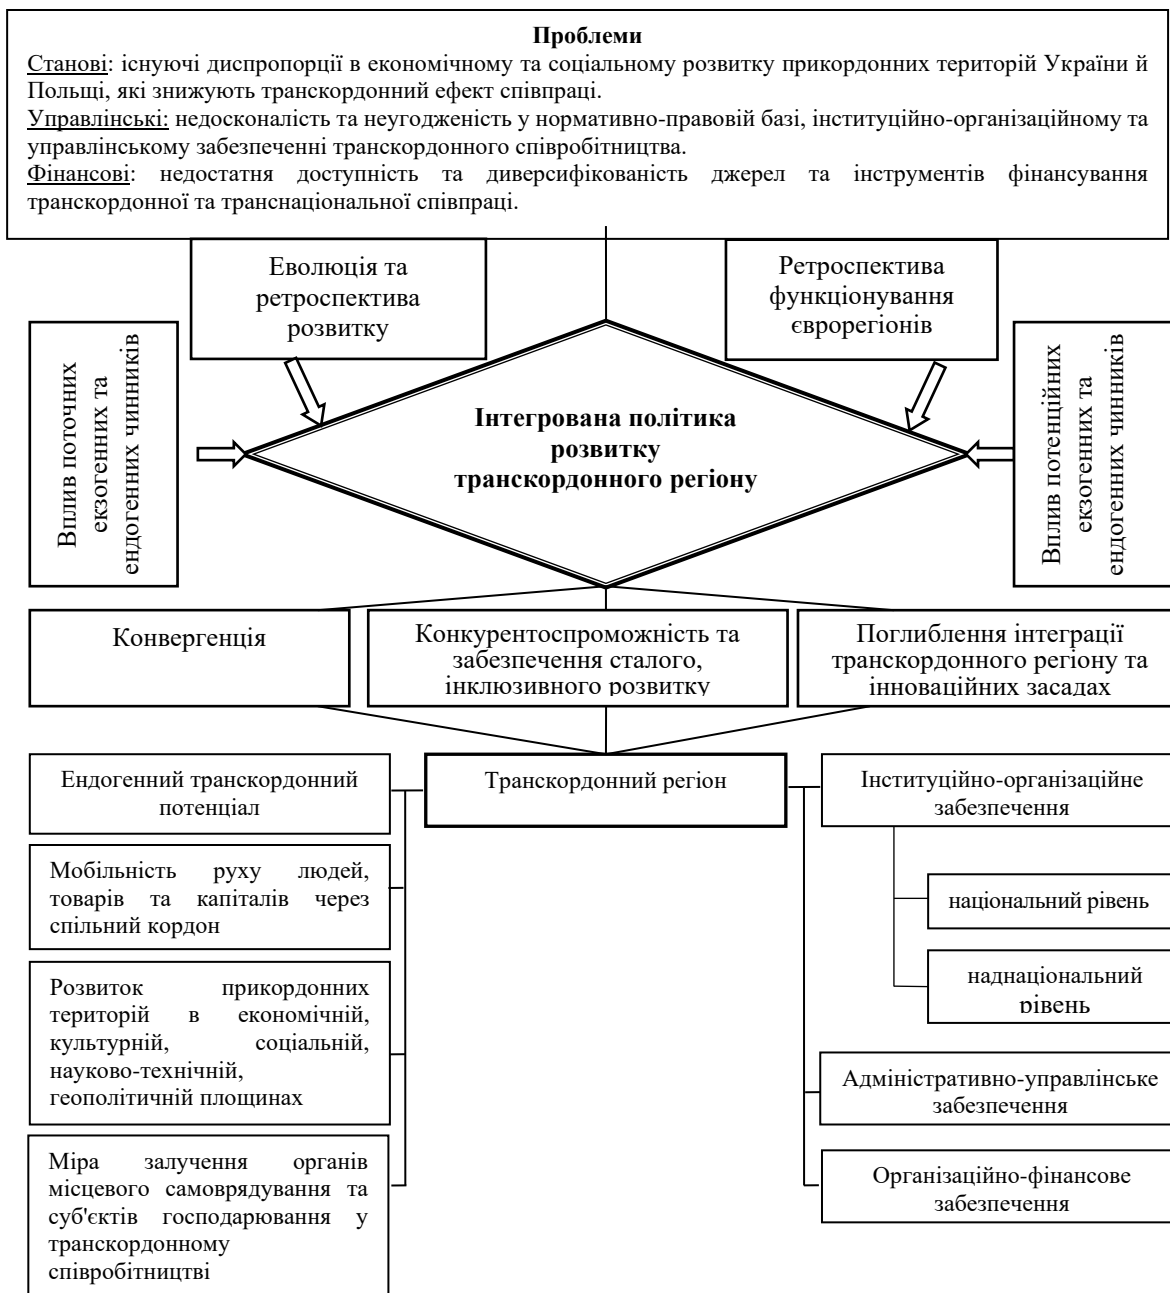 Проблеми
Станові: існуючі диспропорції в економічному та соціальному розвитку прикордонних територій України й
Польщі, які знижують транскордонний ефект співпраці.
Управлінські: недосконалість та неугодженість у нормативно-правовій базі, інституційно-організаційному та
управлінському забезпеченні транскордонного співробітництва.
Фінансові: недостатня доступність та диверсифікованість джерел та інструментів фінансування
транскордонної та транснаціональної співпраці.
Еволюція та
ретроспектива
розвитку
Ретроспектива
функціонування
єврорегіонів
Вплив поточних
екзогенних та
ендогенних чинників
Інтегрована політика
розвитку
транскордонного регіону
Вплив потенційних
екзогенних та
ендогенних чинників
Конвергенція
Конкурентоспроможність та
забезпечення сталого,
інклюзивного розвитку
Поглиблення інтеграції
транскордонного регіону та
інноваційних засадах
Ендогенний транскордонний
потенціал
Транскордонний регіон
Інституційно-організаційне
забезпечення
Мобільність руху людей,
товарів та капіталів через
спільний кордон
національний рівень
Розвиток прикордонних
територій в економічній,
культурній, соціальній,
науково-технічній,
геополітичній площинах
наднаціональний
рівень
Адміністративно-управлінське
забезпечення
Міра залучення органів
місцевого самоврядування та
суб'єктів господарювання у
транскордонному
співробітництві
Організаційно-фінансове
забезпечення